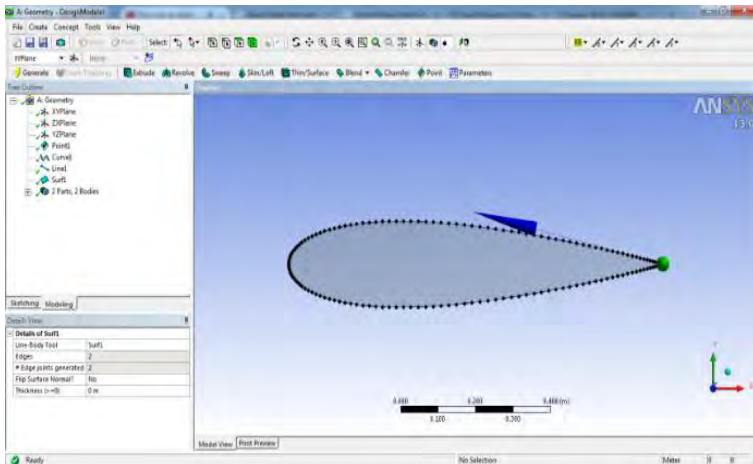 A: Geometry - DesignModeler
File Create Concept Tools View Help
Select:
XYPlane None
Generate Extrude Revolve Sweep Skin/Loft Thin/Surface Blend Chamfer Point Parameters
Tree Outline
A: Geometry
XYPlane
ZXPlane
YZPlane
Point1
Curve1
Line1
Surf1
2 Parts, 2 Bodies
Sketching Modeling
Details View
Details of Surf1
Line-Body Tool Surf1
Edges 2
# Edge joints generated 2
Flip Surface Normal? No
Thickness (>=0) 0 m
ANSYS
0.000 0.200 0.400 (m)
0.100 0.300
Model View Print Preview
Ready No Selection Meter 0 0